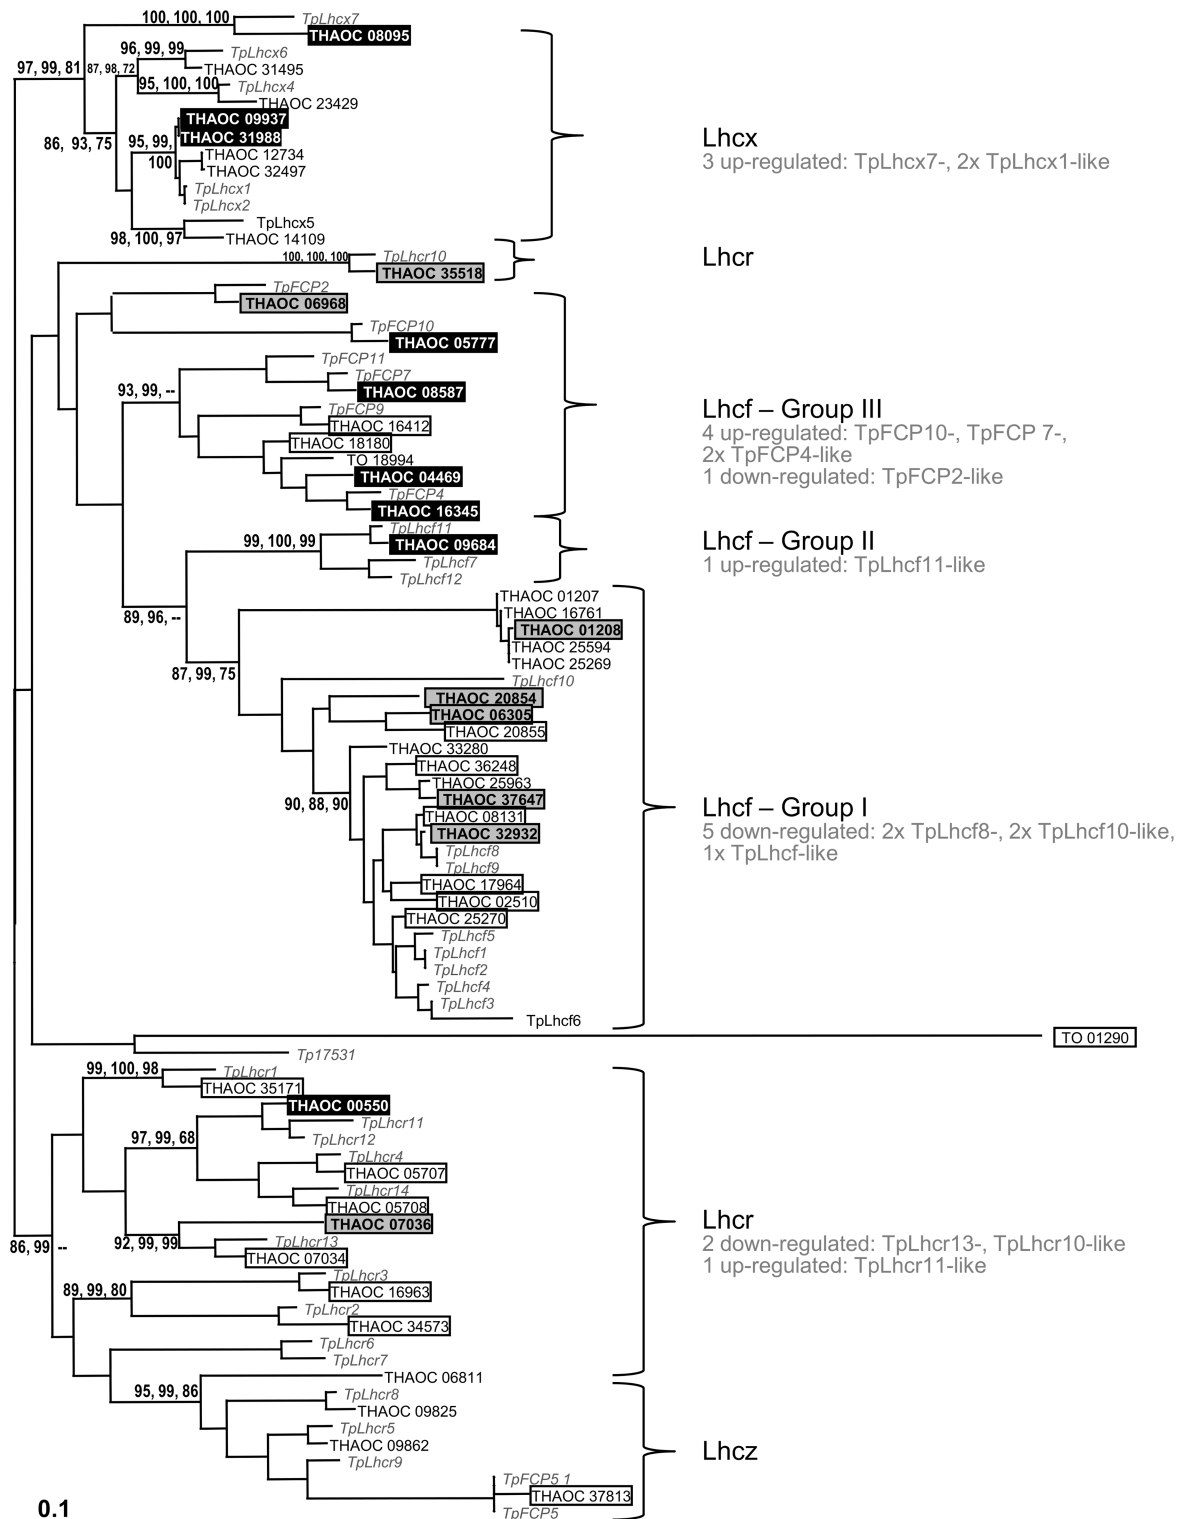 100, 100, 100
TpLhcx7
THAOC 08095
96, 99, 99
TpLhcx6
97, 99, 81
87, 98, 72
THAOC 31495
95, 100, 100
TpLhcx4
THAOC 23429
THAOC 09937
THAOC 31988
86, 93, 75
95, 99,
100
THAOC 12734
THAOC 32497
TpLhcx1
TpLhcx2
TpLhcx5
98, 100, 97
THAOC 14109
Lhcx
3 up-regulated: TpLhcx7-, 2x TpLhcx1-like
100, 100, 100
TpLhcr10
THAOC 35518
Lhcr
TpFCP2
THAOC 06968
TpFCP10
THAOC 05777
TpFCP11
TpFCP7
93, 99, --
THAOC 08587
TpFCP9
THAOC 16412
THAOC 18180
TO 18994
THAOC 04469
TpFCP4
THAOC 16345
Lhcf – Group III
4 up-regulated: TpFCP10-, TpFCP 7-,
2x TpFCP4-like
1 down-regulated: TpFCP2-like
TpLhcf11
99, 100, 99
THAOC 09684
TpLhcf7
TpLhcf12
Lhcf – Group II
1 up-regulated: TpLhcf11-like
89, 96, --
THAOC 01207
THAOC 16761
THAOC 01208
THAOC 25594
THAOC 25269
87, 99, 75
TpLhcf10
THAOC 20854
THAOC 06305
THAOC 20855
THAOC 33280
THAOC 36248
THAOC 25963
THAOC 37647
90, 88, 90
THAOC 08131
THAOC 32932
TpLhcf8
TpLhcf9
THAOC 17964
THAOC 02510
THAOC 25270
TpLhcf5
TpLhcf1
TpLhcf2
TpLhcf4
TpLhcf3
TpLhcf6
Lhcf – Group I
5 down-regulated: 2x TpLhcf8-, 2x TpLhcf10-like,
1x TpLhcf-like
TO 01290
Tp17531
99, 100, 98
TpLhcr1
THAOC 35171
THAOC 00550
TpLhcr11
97, 99, 68
TpLhcr12
TpLhcr4
THAOC 05707
TpLhcr14
THAOC 05708
THAOC 07036
92, 99, 99
TpLhcr13
86, 99 --
THAOC 07034
TpLhcr3
89, 99, 80
THAOC 16963
TpLhcr2
THAOC 34573
TpLhcr6
TpLhcr7
Lhcr
2 down-regulated: TpLhcr13-, TpLhcr10-like
1 up-regulated: TpLhcr11-like
THAOC 06811
95, 99, 86
TpLhcr8
THAOC 09825
TpLhcr5
THAOC 09862
TpLhcr9
TpFCP5 1
THAOC 37813
TpFCP5
Lhcz
0.1